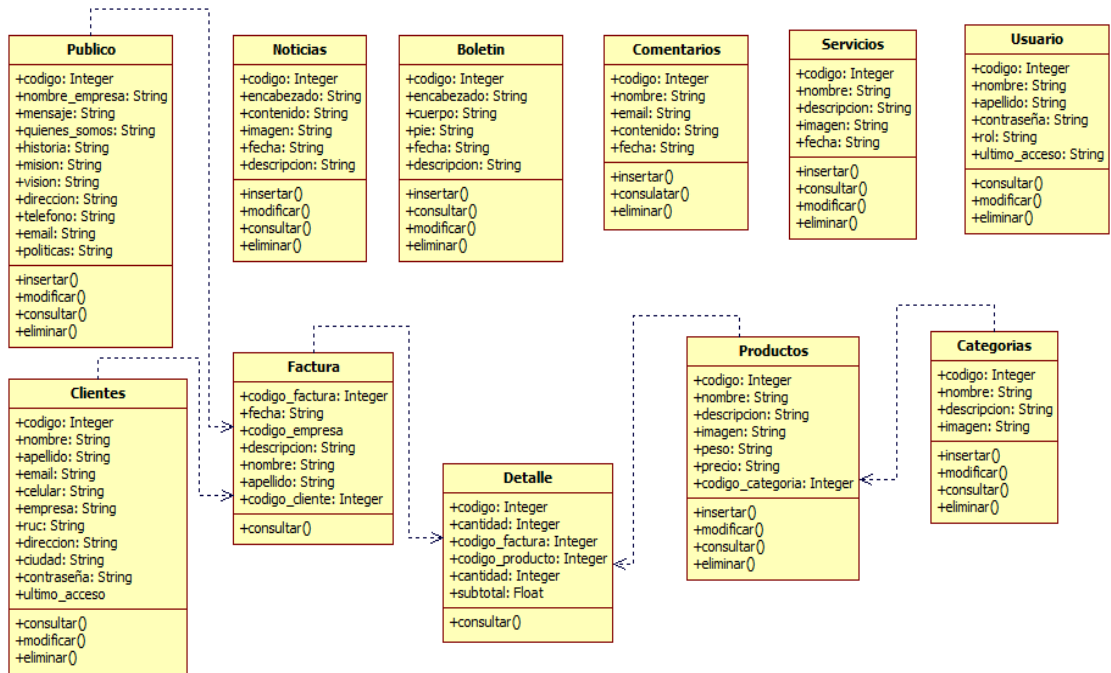 Publico
+codigo: Integer
+nombre_empresa: String
+mensaje: String
+quienes_somos: String
+historia: String
+mision: String
+vision: String
+direccion: String
+telefono: String
+email: String
+politicas: String
+insertar()
+modificar()
+consultar()
+eliminar()
Noticias
+codigo: Integer
+encabezado: String
+contenido: String
+imagen: String
+fecha: String
+descripcion: String
+insertar()
+modificar()
+consultar()
+eliminar()
Boletin
+codigo: Integer
+encabezado: String
+cuerpo: String
+pie: String
+fecha: String
+descripcion: String
+insertar()
+consultar()
+modificar()
+eliminar()
Comentarios
+codigo: Integer
+nombre: String
+email: String
+contenido: String
+fecha: String
+insertar()
+consulatar()
+eliminar()
Servicios
+codigo: Integer
+nombre: String
+descripcion: String
+imagen: String
+fecha: String
+insertar()
+consultar()
+modificar()
+eliminar()
Usuario
+codigo: Integer
+nombre: String
+apellido: String
+contraseña: String
+rol: String
+ultimo_acceso: String
+consultar()
+modificar()
+eliminar()
Clientes
+codigo: Integer
+nombre: String
+apellido: String
+email: String
+celular: String
+empresa: String
+ruc: String
+direccion: String
+ciudad: String
+contraseña: String
+ultimo_acceso
+consultar()
+modificar()
+eliminar()
Factura
+codigo_factura: Integer
+fecha: String
+codigo_empresa
+descripcion: String
+nombre: String
+apellido: String
+codigo_cliente: Integer
+consultar()
Detalle
+codigo: Integer
+cantidad: Integer
+codigo_factura: Integer
+codigo_producto: Integer
+cantidad: Integer
+subtotal: Float
+consultar()
Productos
+codigo: Integer
+nombre: String
+descripcion: String
+imagen: String
+peso: String
+precio: String
+codigo_categoria: Integer
+insertar()
+modificar()
+consultar()
+eliminar()
Categorias
+codigo: Integer
+nombre: String
+descripcion: String
+imagen: String
+insertar()
+modificar()
+consultar()
+eliminar()